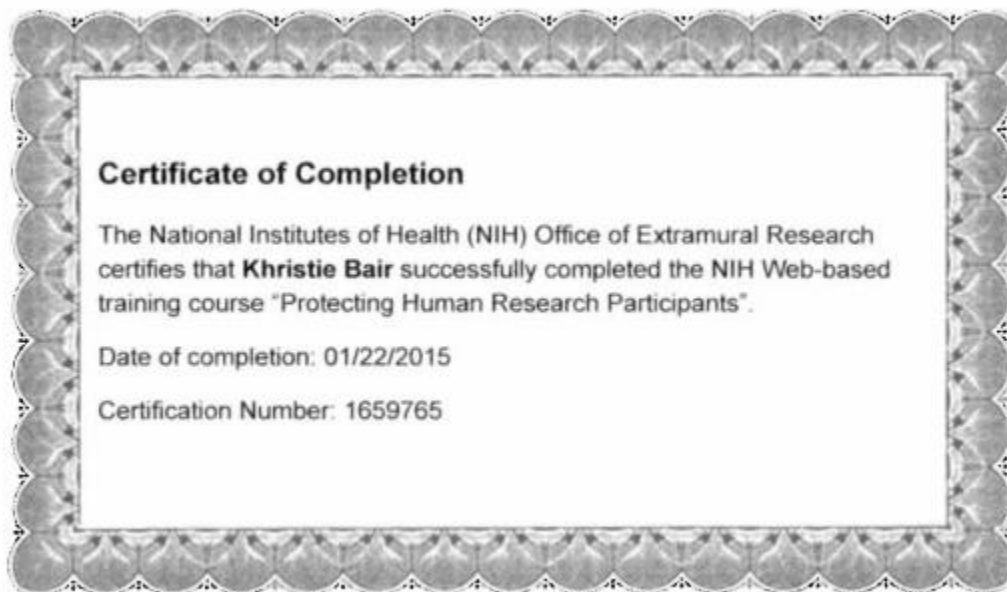 Certificate of Completion
The National Institutes of Health (NIH) Office of Extramural Research
certifies that Khristie Bair successfully completed the NIH Web-based
training course “Protecting Human Research Participants”.
Date of completion: 01/22/2015
Certification Number: 1659765